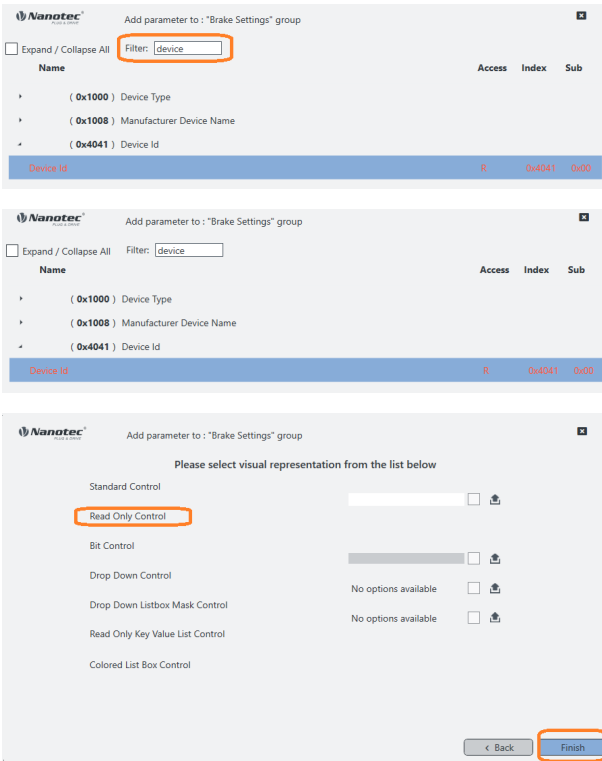 Nanotec®
PLUG & DRIVE
Add parameter to : "Brake Settings" group
Expand / Collapse All Filter: device
Name Access Index Sub
( 0x1000 ) Device Type
( 0x1008 ) Manufacturer Device Name
( 0x4041 ) Device Id
Device Id R 0x4041 0x00
Nanotec®
PLUG & DRIVE
Add parameter to : "Brake Settings" group
Expand / Collapse All Filter: device
Name Access Index Sub
( 0x1000 ) Device Type
( 0x1008 ) Manufacturer Device Name
( 0x4041 ) Device Id
Device Id R 0x4041 0x00
Nanotec®
PLUG & DRIVE
Add parameter to : "Brake Settings" group
Please select visual representation from the list below
Standard Control
Read Only Control
Bit Control
Drop Down Control
No options available
Drop Down Listbox Mask Control
No options available
Read Only Key Value List Control
Colored List Box Control
< Back Finish